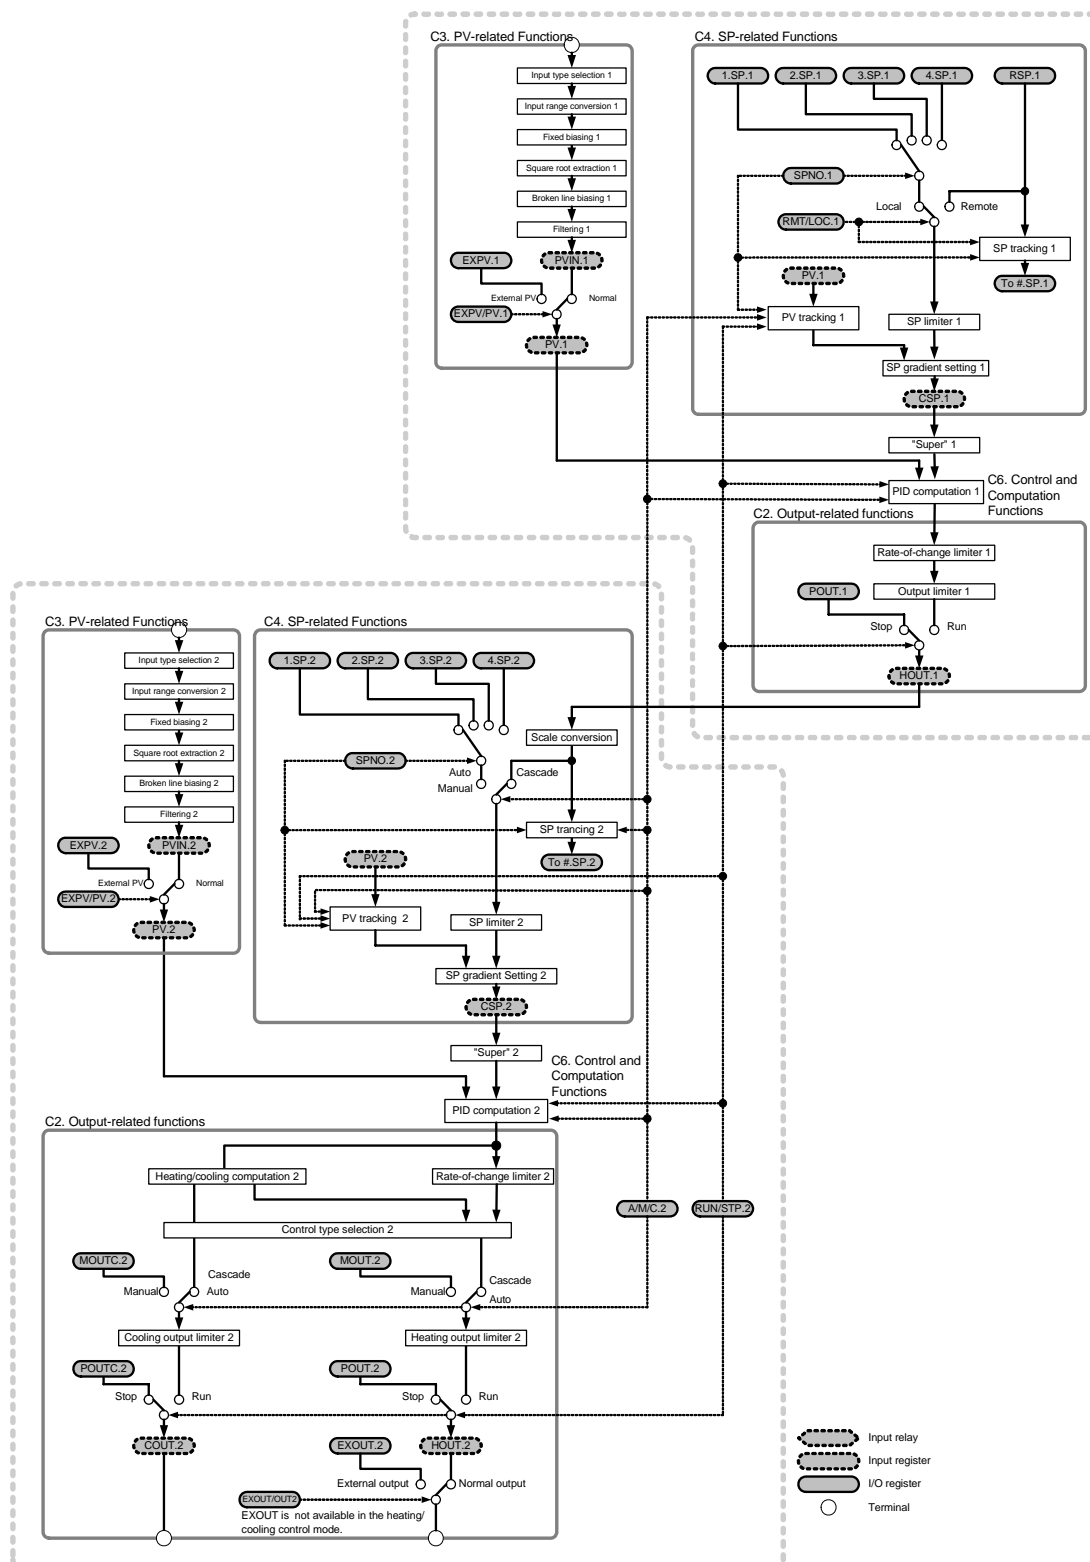 C3. PV-related Functions
Input type selection 1
Input range conversion 1
Fixed biasing 1
Square root extraction 1
Broken line biasing 1
Filtering 1
EXPV.1
PVIN.1
External PV
Normal
EXPV/PV.1
PV.1
C4. SP-related Functions
1.SP.1
2.SP.1
3.SP.1
4.SP.1
RSP.1
SPNO.1
Local
Remote
RMT/LOC.1
SP tracking 1
To #.SP.1
PV.1
PV tracking 1
SP limiter 1
SP gradient setting 1
CSP.1
"Super" 1
PID computation 1
C6. Control and
Computation
Functions
C2. Output-related functions
Rate-of-change limiter 1
Output limiter 1
POUT.1
Stop
Run
HOUT.1
C3. PV-related Functions
Input type selection 2
Input range conversion 2
Fixed biasing 2
Square root extraction 2
Broken line biasing 2
Filtering 2
EXPV.2
PVIN.2
External PV
Normal
EXPV/PV.2
PV.2
C4. SP-related Functions
1.SP.2
2.SP.2
3.SP.2
4.SP.2
Scale conversion
SPNO.2
Auto
Manual
Cascade
SP trancing 2
To #.SP.2
PV.2
PV tracking 2
SP limiter 2
SP gradient Setting 2
CSP.2
"Super" 2
C6. Control and
Computation
Functions
PID computation 2
C2. Output-related functions
Heating/cooling computation 2
Rate-of-change limiter 2
A/M/C.2
RUN/STP.2
Control type selection 2
MOUTC.2
Manual
Cascade
Auto
MOUT.2
Manual
Cascade
Auto
Cooling output limiter 2
Heating output limiter 2
POUTC.2
Stop
Run
POUT.2
Stop
Run
COUT.2
EXOUT.2
HOUT.2
External output
Normal output
EXOUT/OUT2
EXOUT is not available in the heating/
cooling control mode.
Input relay
Input register
I/O register
Terminal